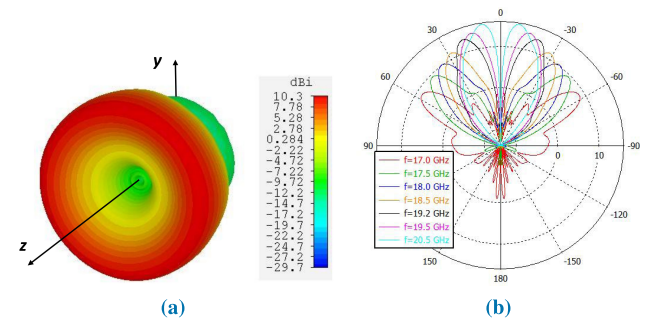 y
z
dBi
10.3
7.78
5.28
2.78
0.284
-2.22
-4.72
-7.22
-9.72
-12.2
-14.7
-17.2
-19.7
-22.2
-24.7
-27.2
-29.7
(a)
0
30
-30
60
-60
-90
0
10
-120
150
-150
180
f=17.0 GHz
f=17.5 GHz
f=18.0 GHz
f=18.5 GHz
f=19.2 GHz
f=19.5 GHz
f=20.5 GHz
(b)